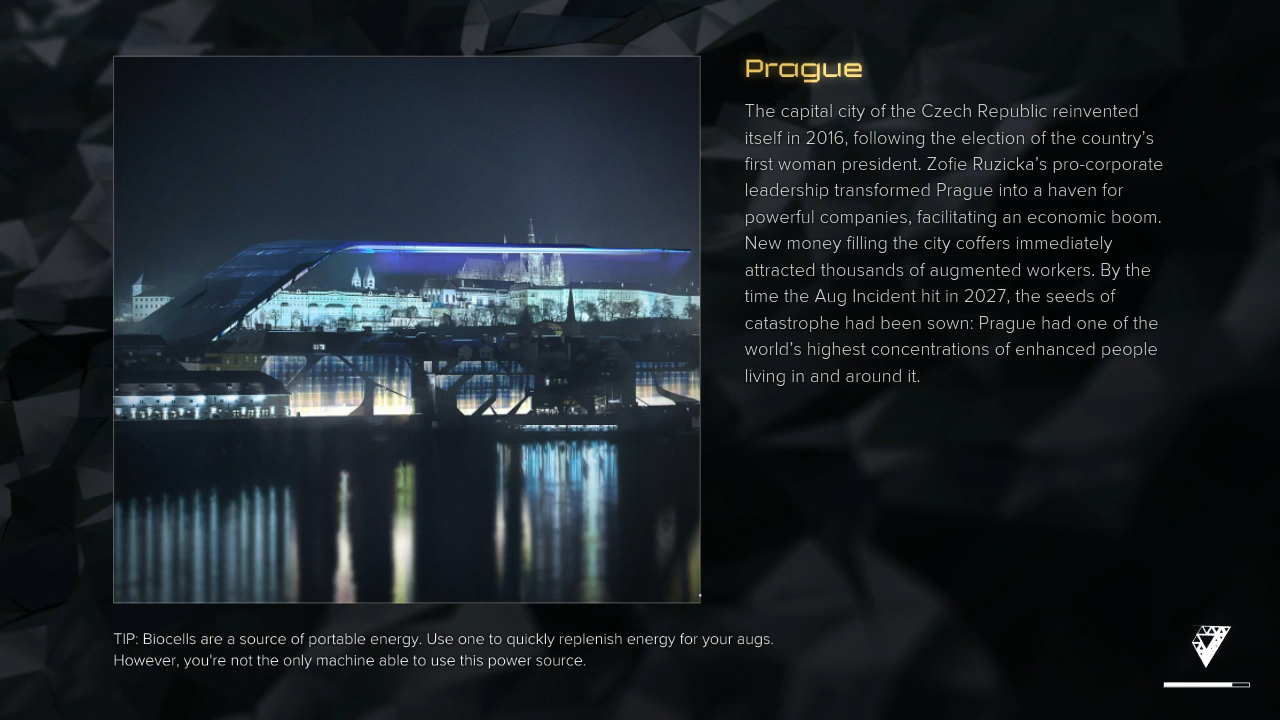 Prague
The capital city of the Czech Republic reinvented
itself in 2016, following the election of the country's
first woman president. Zofie Ruzicka's pro-corporate
leadership transformed Prague into a haven for
powerful companies, facilitating an economic boom.
New money filling the city coffers immediately
attracted thousands of augmented workers. By the
time the Aug Incident hit in 2027, the seeds of
catastrophe had been sown: Prague had one of the
world's highest concentrations of enhanced people
living in and around it.
TIP: Biocells are a source of portable energy. Use one to quickly replenish energy for your augs.
However, you're not the only machine able to use this power source.